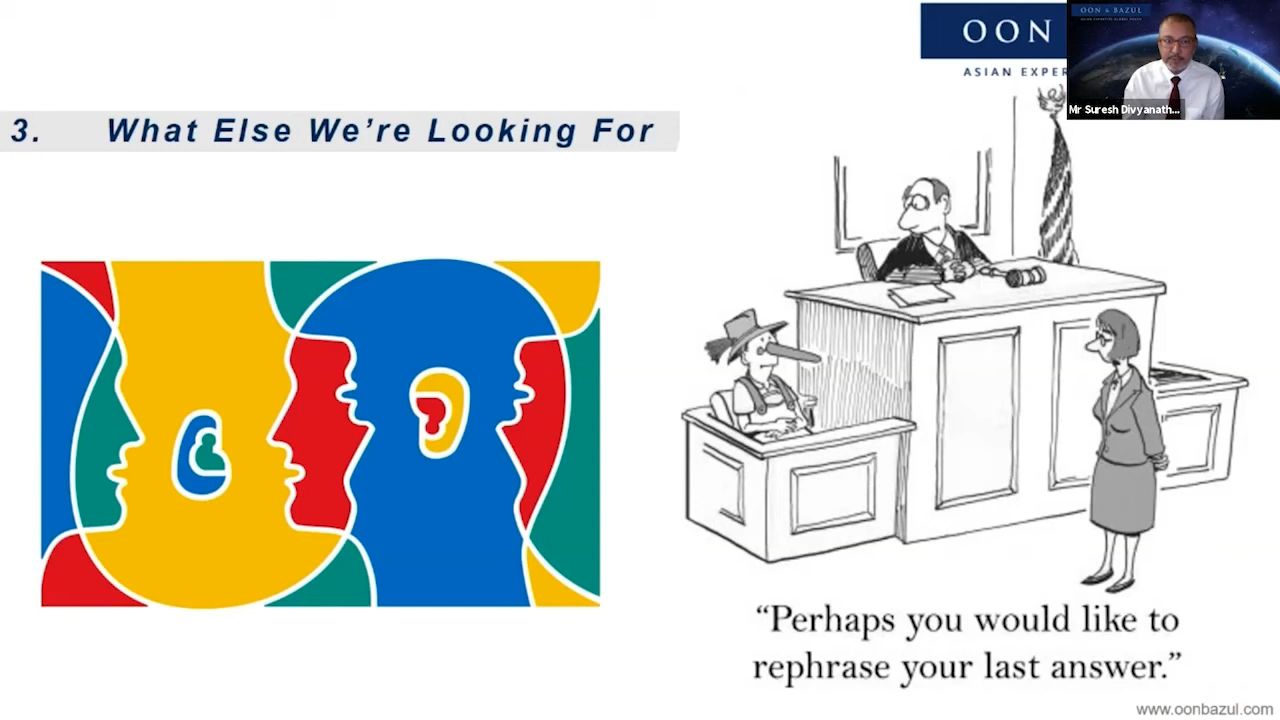 OON
ASIAN EXPER
OON & BAZUL
Mr Suresh Divyanath...
3. What Else We're Looking For
“Perhaps you would like to
rephrase your last answer.”
www.oonbazul.com